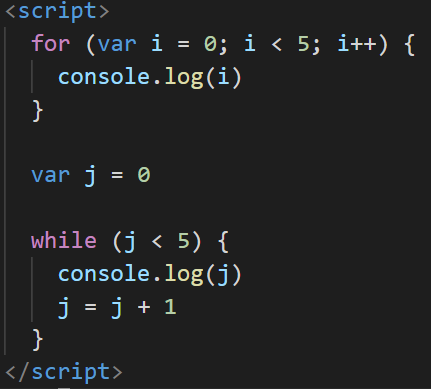 <script>
  for (var i = 0; i < 5; i++) {
    console.log(i)
  }

  var j = 0

  while (j < 5) {
    console.log(j)
    j = j + 1
  }
</script>